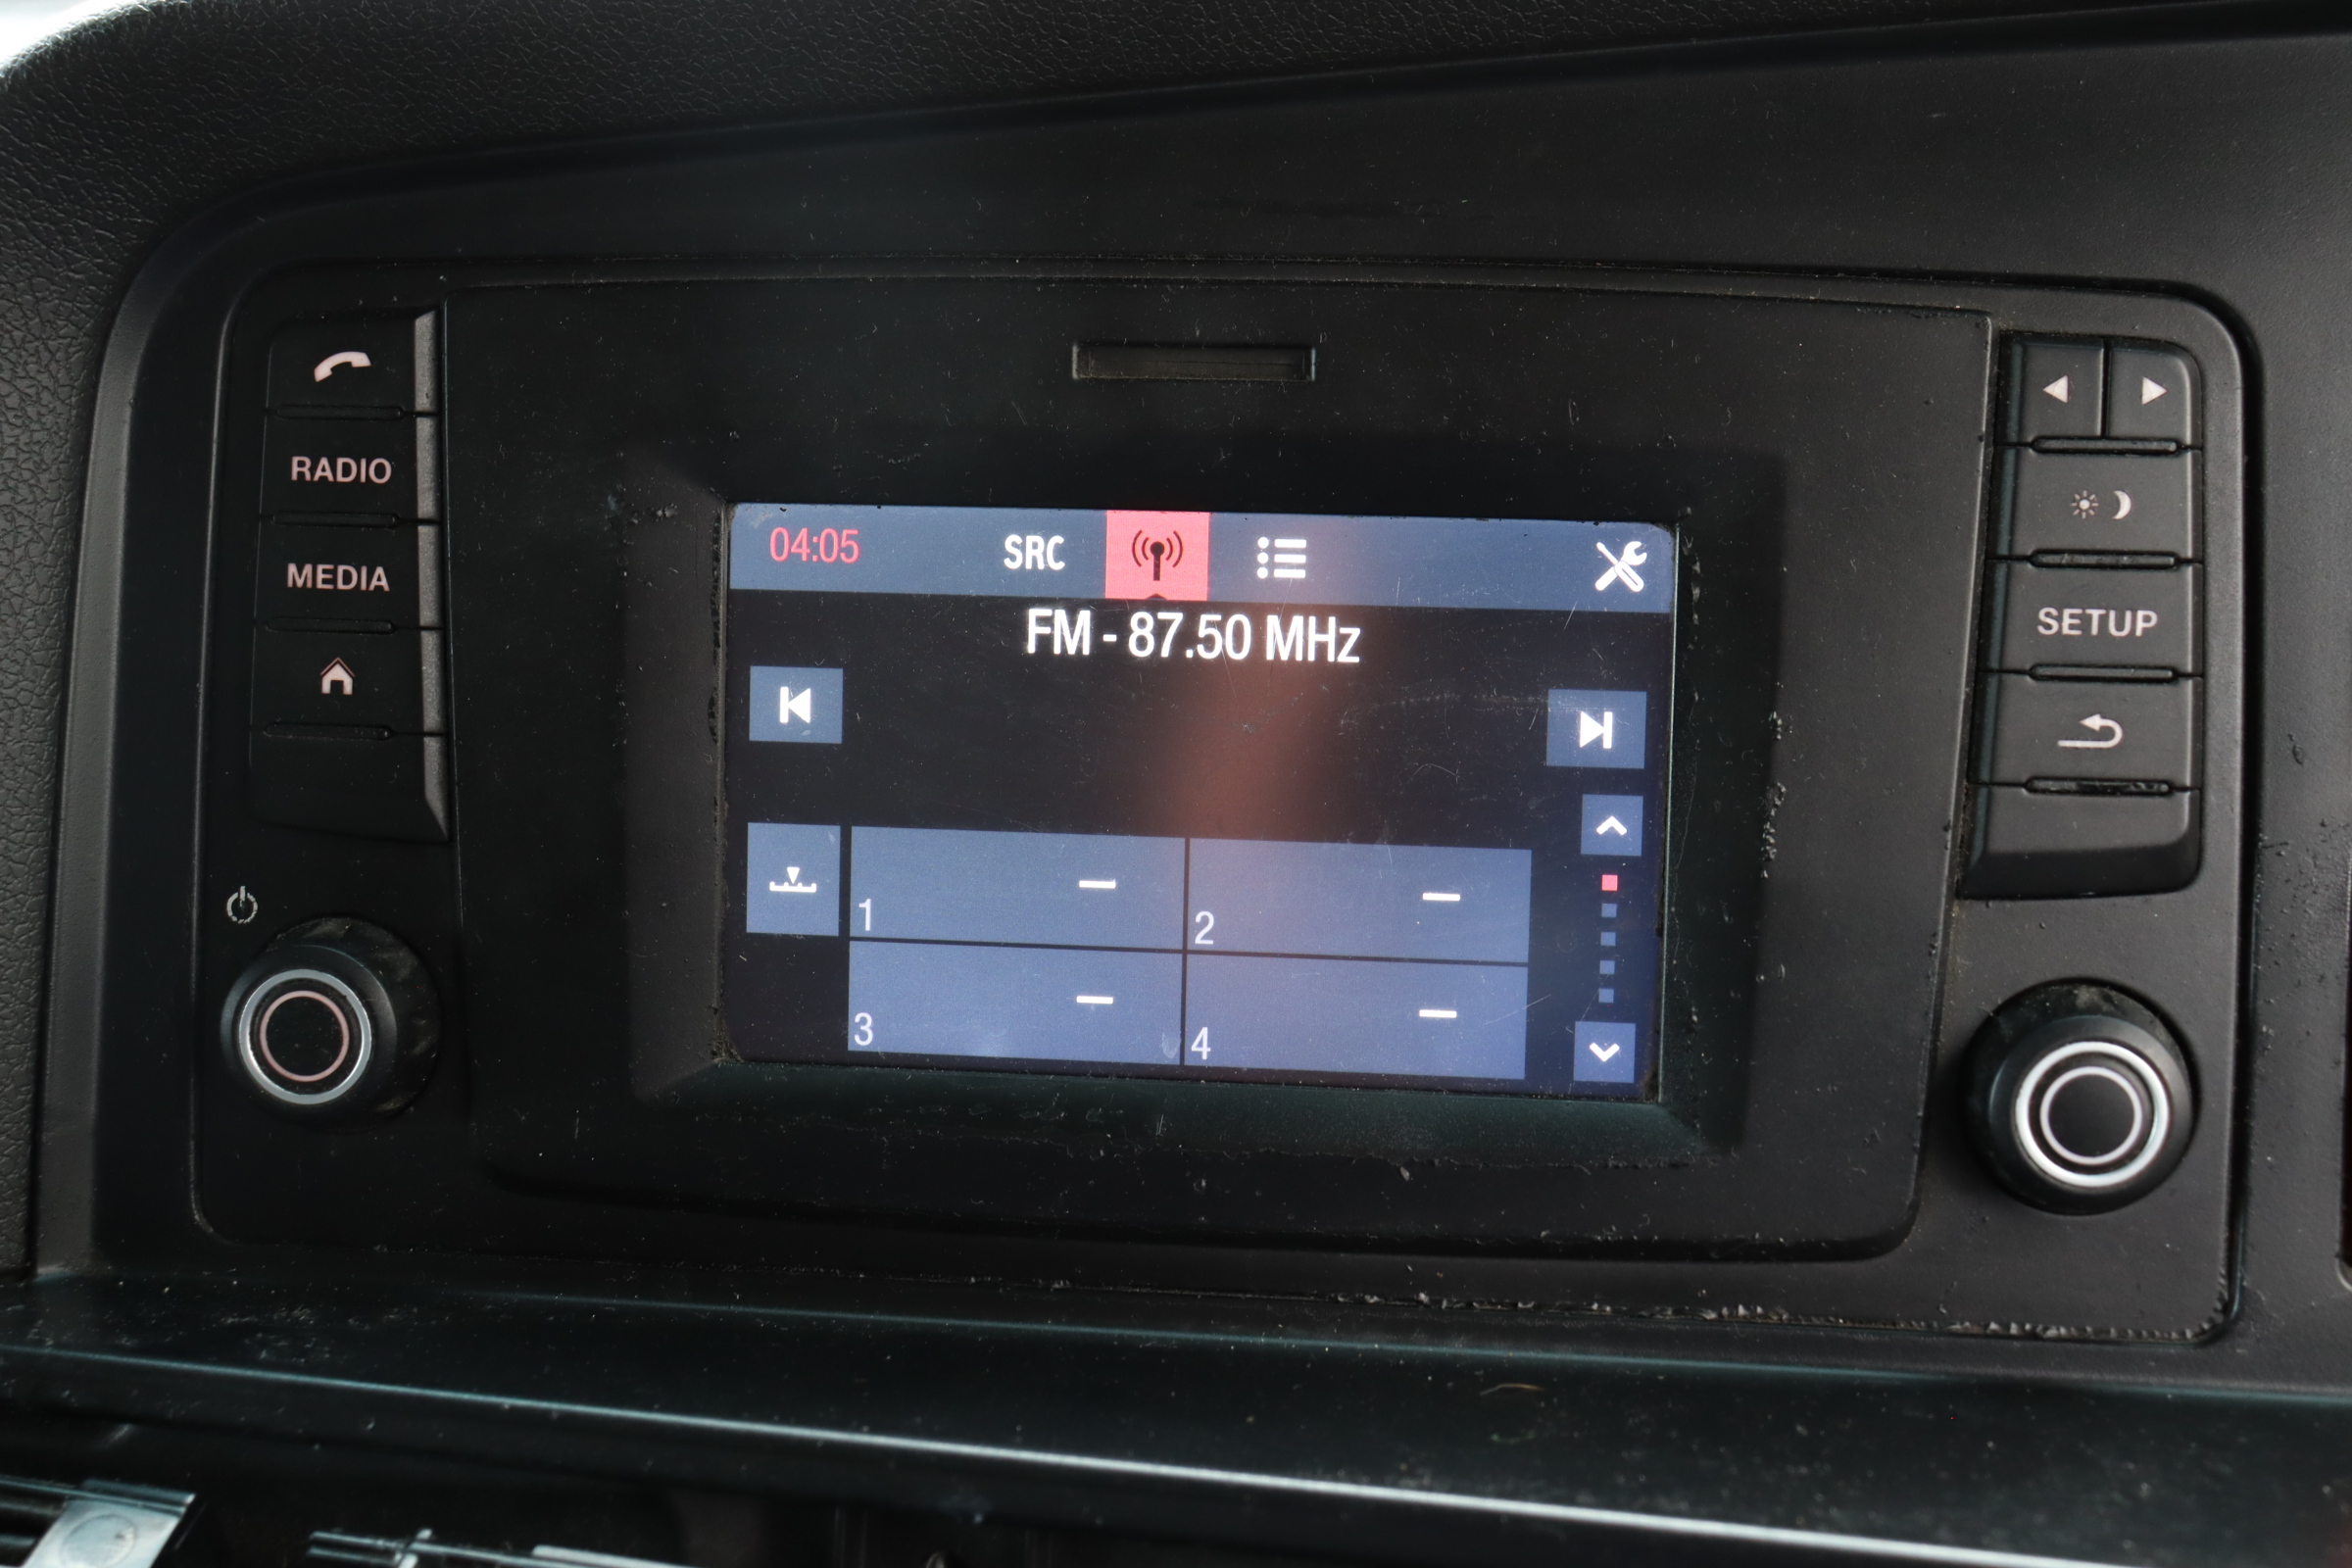 RADIO
MEDIA
04:05 SRC
FM - 87.50 MHz
1 –
2 –
3 –
4 –
SETUP